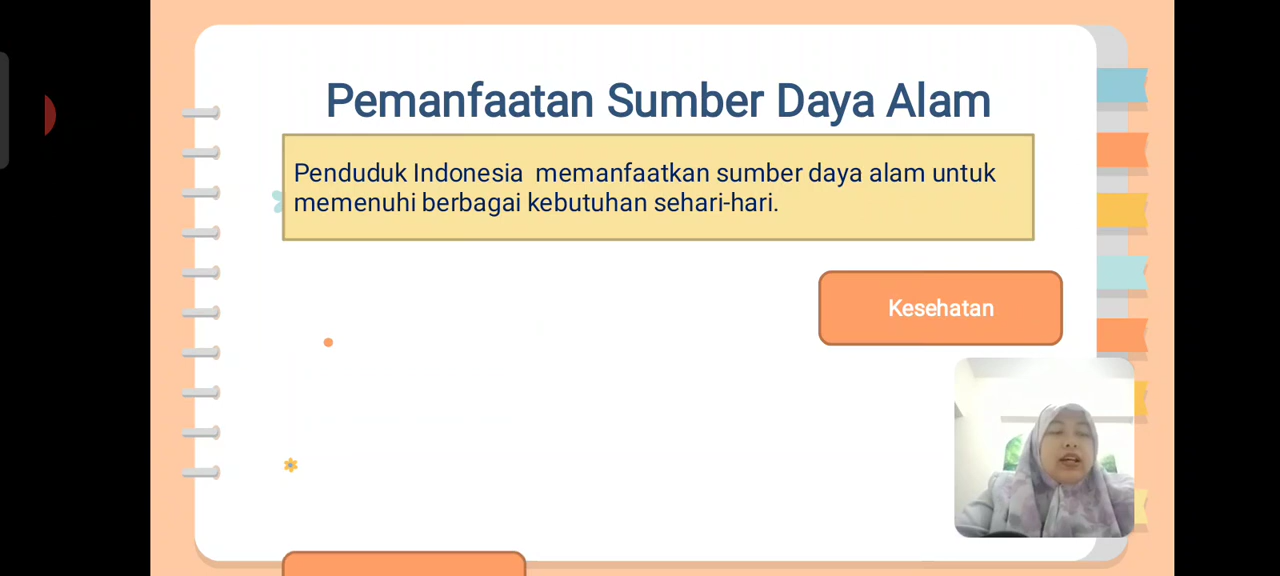 Pemanfaatan Sumber Daya Alam
Penduduk Indonesia memanfaatkan sumber daya alam untuk
memenuhi berbagai kebutuhan sehari-hari.
Kesehatan